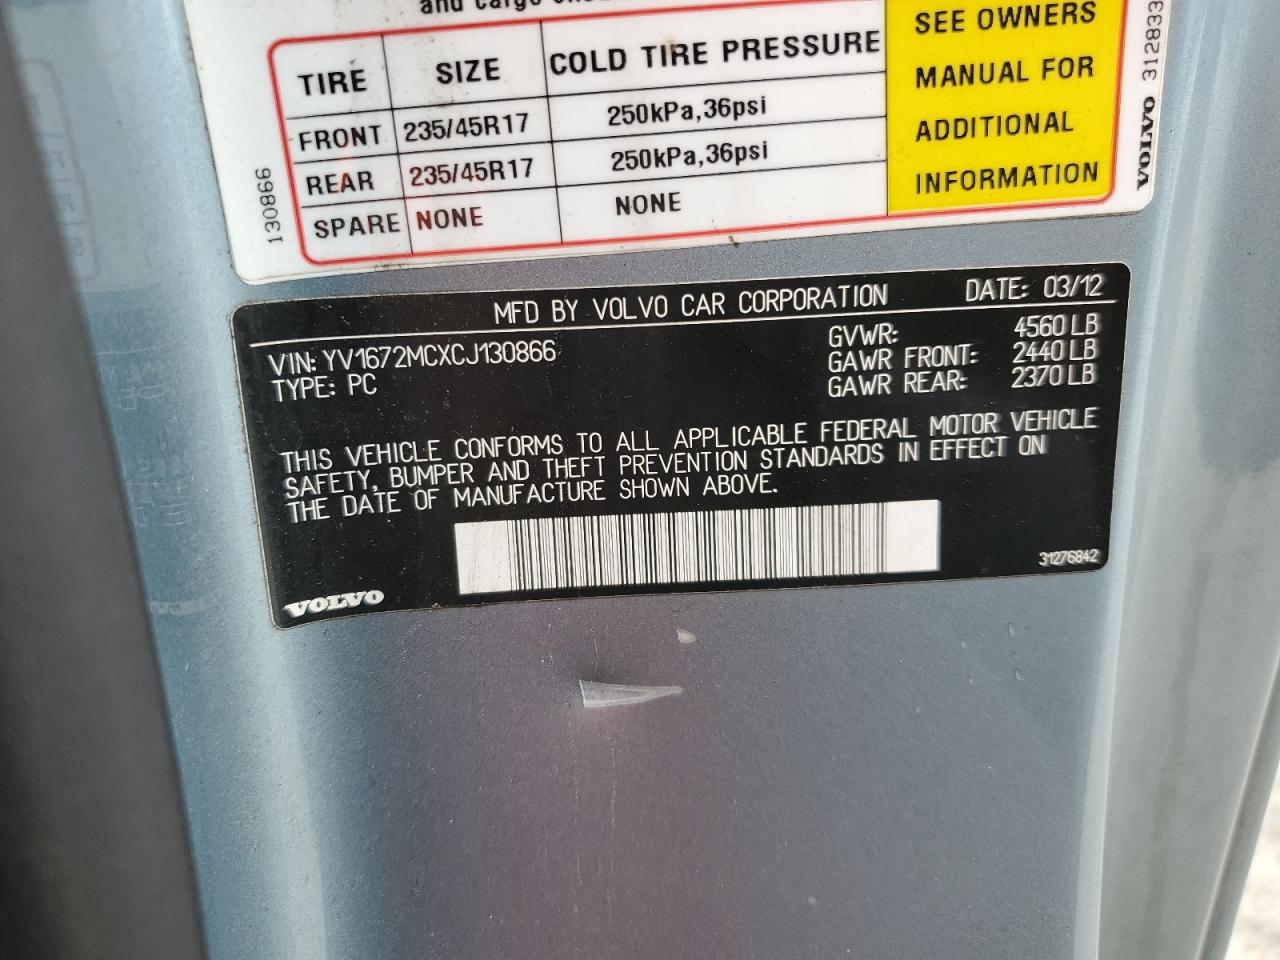 and cargo
TIRE SIZE COLD TIRE PRESSURE
FRONT 235/45R17 250kPa,36psi
REAR 235/45R17 250kPa,36psi
SPARE NONE NONE
SEE OWNERS
MANUAL FOR
ADDITIONAL
INFORMATION
130866
VOLVO 312833
MFD BY VOLVO CAR CORPORATION DATE: 03/12
VIN: YV1672MCXCJ130866
TYPE: PC
GVWR: 4560 LB
GAWR FRONT: 2440 LB
GAWR REAR: 2370 LB
THIS VEHICLE CONFORMS TO ALL APPLICABLE FEDERAL MOTOR VEHICLE
SAFETY, BUMPER AND THEFT PREVENTION STANDARDS IN EFFECT ON
THE DATE OF MANUFACTURE SHOWN ABOVE.
VOLVO
31276842